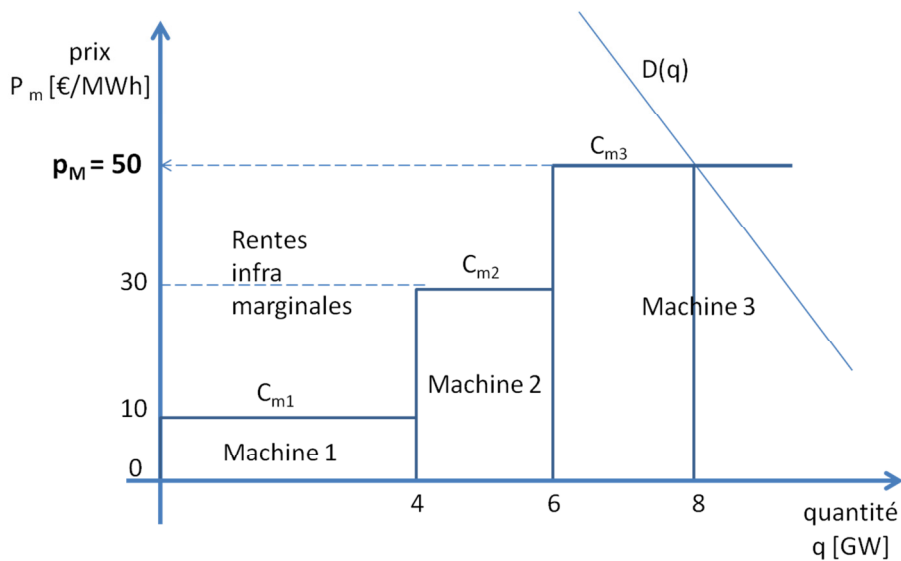 prix
P m [€/MWh]
D(q)
pM = 50
Cm3
Rentes
infra
marginales
Cm2
30
Machine 3
Machine 2
Cm1
10
Machine 1
0
4
6
8
quantité
q [GW]